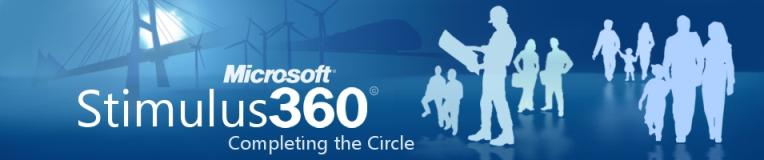 Microsoft®
Stimulus360©
Completing the Circle